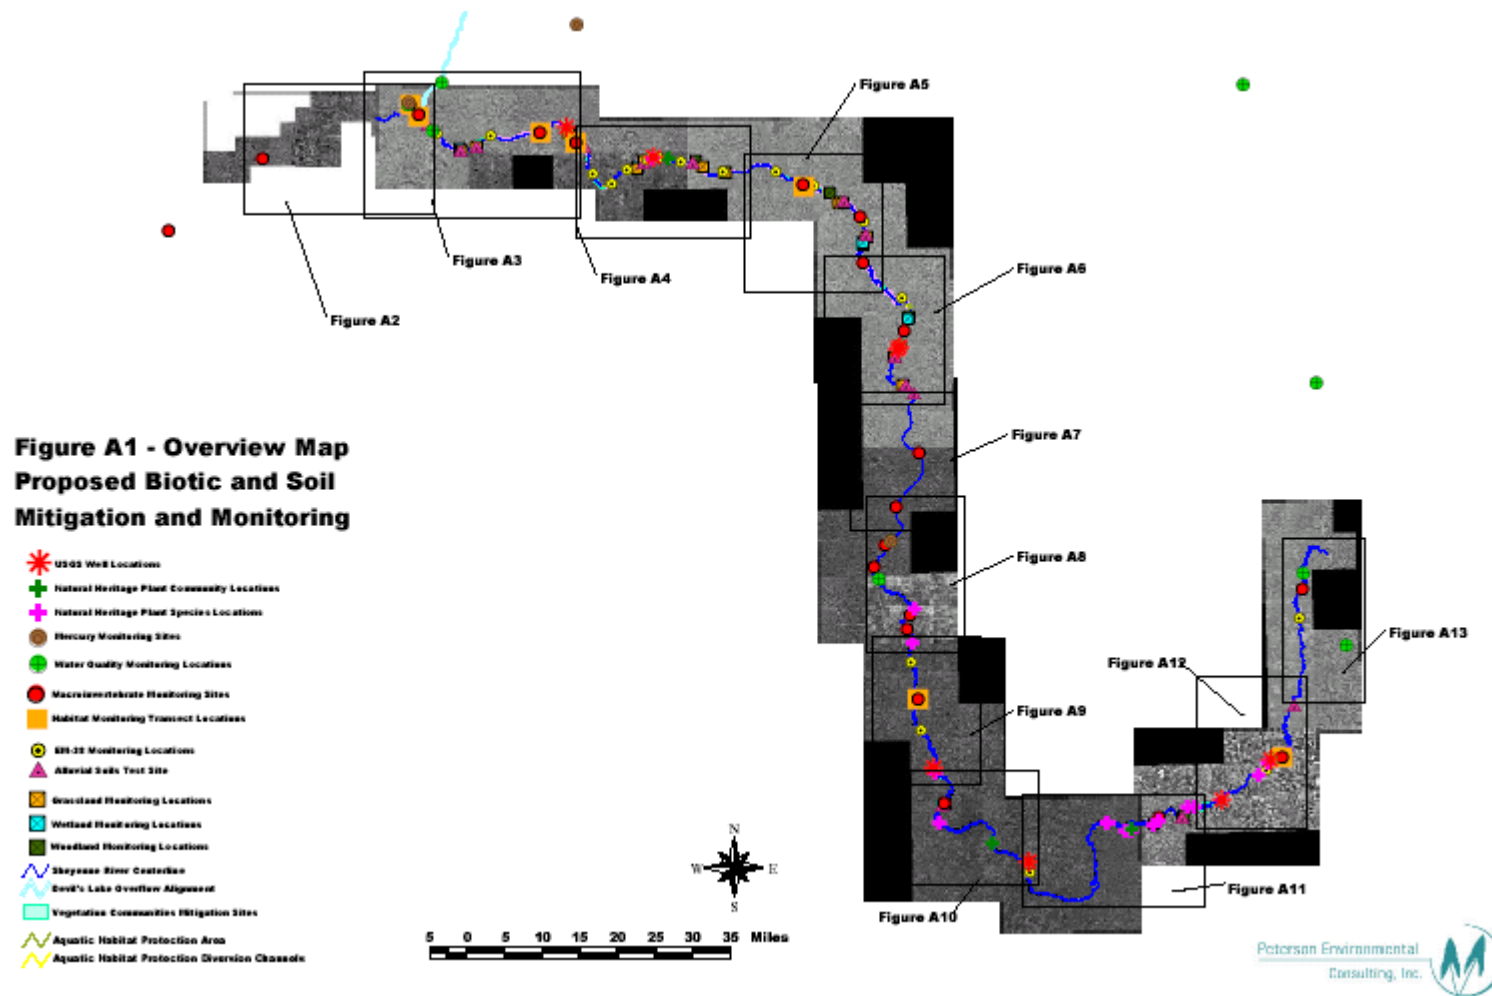 Figure A5
Figure A3
Figure A4
Figure A6
Figure A2
Figure A7
Figure A1 - Overview Map
Proposed Biotic and Soil
Mitigation and Monitoring
USGS Well Locations
Natural Heritage Plant Community Locations
Natural Heritage Plant Species Locations
Mercury Monitoring Sites
Water Quality Monitoring Locations
Macroinvertebrate Monitoring Sites
Habitat Monitoring Transect Locations
EM-38 Monitoring Locations
Alluvial Soils Test Site
Grassland Monitoring Locations
Wetland Monitoring Locations
Woodland Monitoring Locations
Sheyenne River Centerline
Devil's Lake Overflow Alignment
Vegetation Communities Mitigation Sites
Aquatic Habitat Protection Area
Aquatic Habitat Protection Diversion Channels
Figure A8
Figure A13
Figure A12
Figure A9
Figure A11
Figure A10
N
W E
S
5 0 5 10 15 20 25 30 35 Miles
Peterson Environmental
Consulting, Inc.